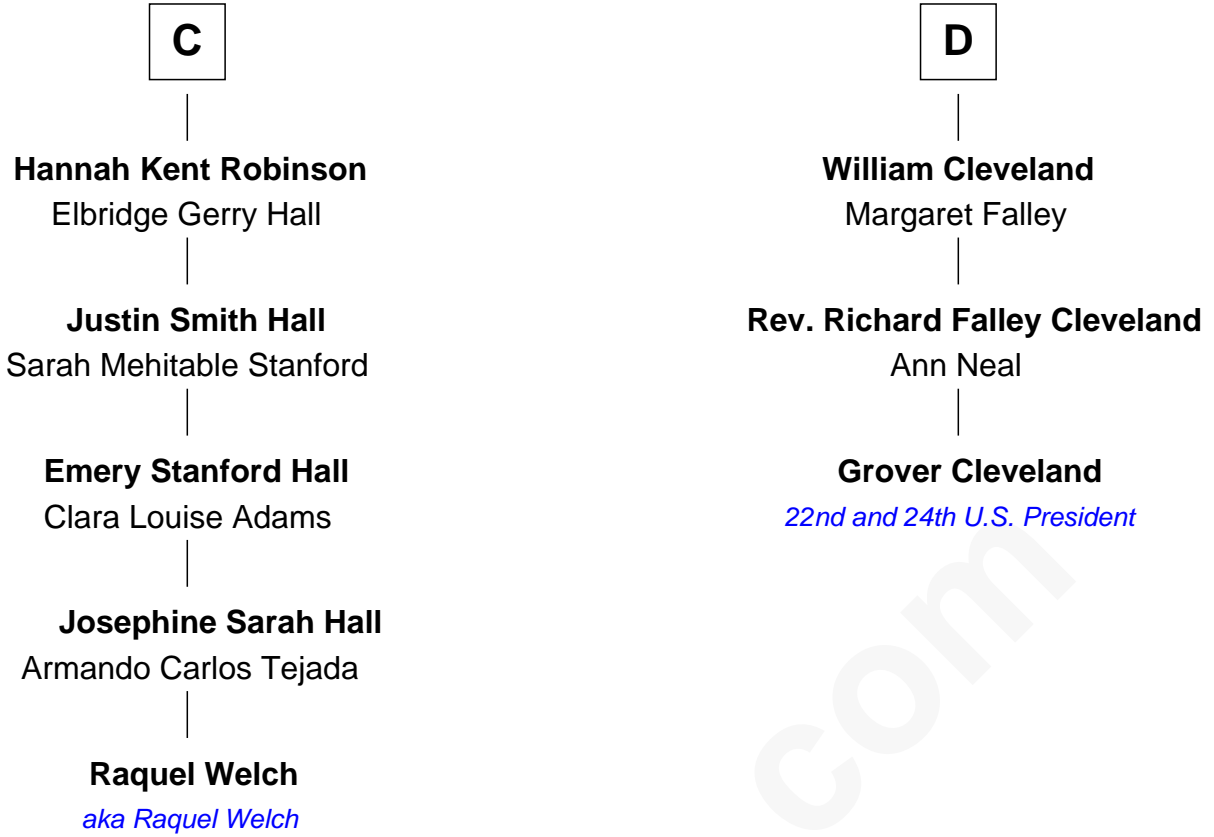 C
Hannah Kent Robinson
Elbridge Gerry Hall
Justin Smith Hall
Sarah Mehitable Stanford
Emery Stanford Hall
Clara Louise Adams
Josephine Sarah Hall
Armando Carlos Tejada
Raquel Welch
aka Raquel Welch
D
William Cleveland
Margaret Falley
Rev. Richard Falley Cleveland
Ann Neal
Grover Cleveland
22nd and 24th U.S. President
com